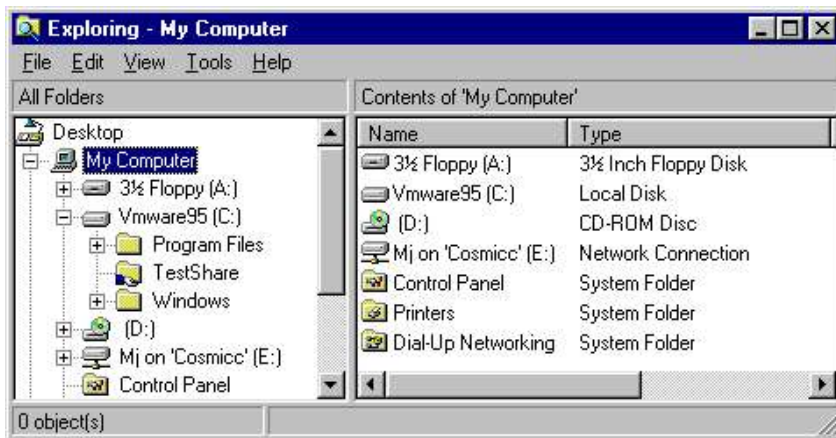 Exploring - My Computer
File Edit View Tools Help
All Folders
Contents of 'My Computer'
Desktop
My Computer
3½ Floppy (A:)
Vmware95 (C:)
Program Files
TestShare
Windows
(D:)
Mj on 'Cosmicc' (E:)
Control Panel
Name Type
3½ Floppy (A:) 3½ Inch Floppy Disk
Vmware95 (C:) Local Disk
(D:) CD-ROM Disc
Mj on 'Cosmicc' (E:) Network Connection
Control Panel System Folder
Printers System Folder
Dial-Up Networking System Folder
0 object(s)